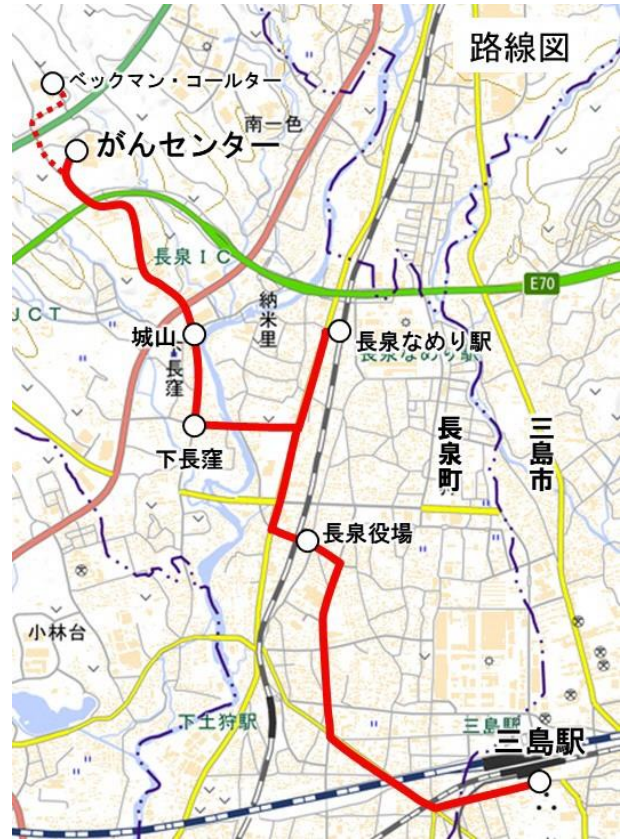 路線図
ベックマン・コールター
南一色
がんセンター
長泉IC
E70
納米里
JCT
城山
長窪
長泉なめり駅
長泉なめり駅
下長窪
長泉町
三島市
長泉役場
小林台
下土狩駅
三島駅
三島駅